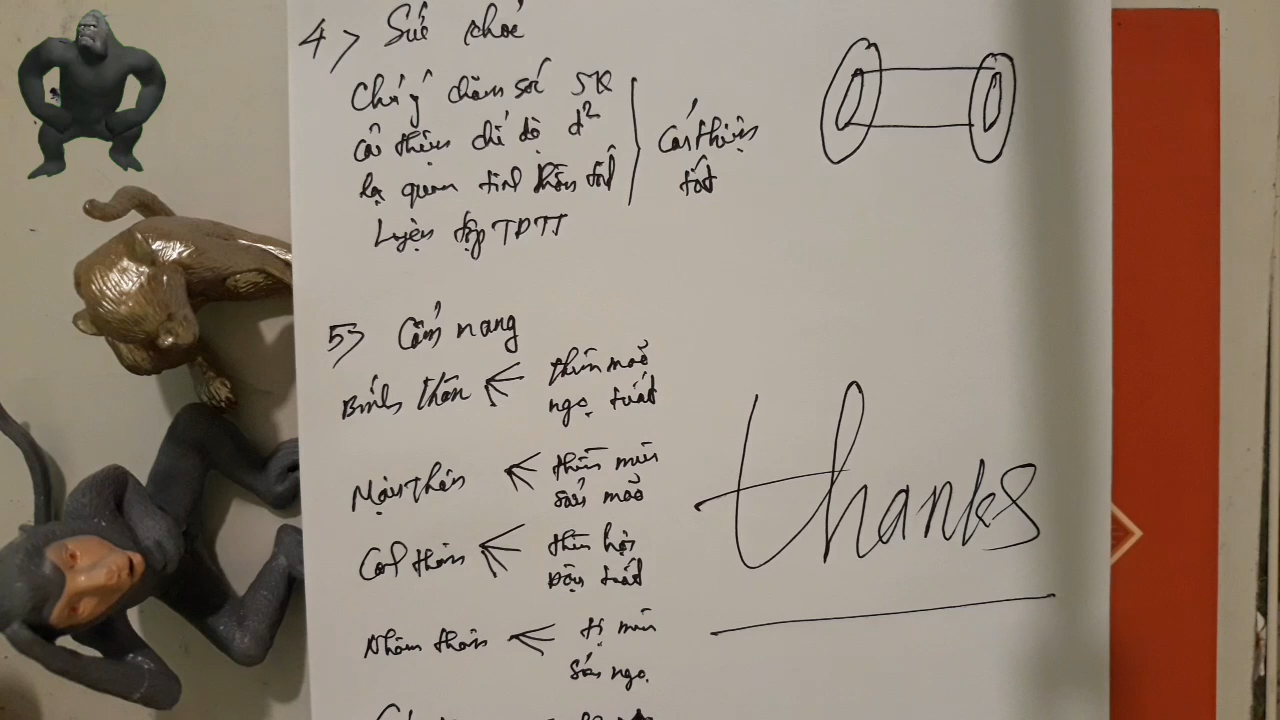 4> Sức khỏe
Chú ý chăm sóc SK
cải thiện chế độ d²
lạc quan tinh thần tốt
Luyện tập TDTT
Cải thiện
tốt
5> Cẩm nang
Bính thân
thìn mão
ngọ tuất
Mậu thân
thìn mùi
sửu mão
Canh thân
thìn hợi
Dậu tuất
Nhâm thân
tị mùi
Sửu ngọ.
thanks